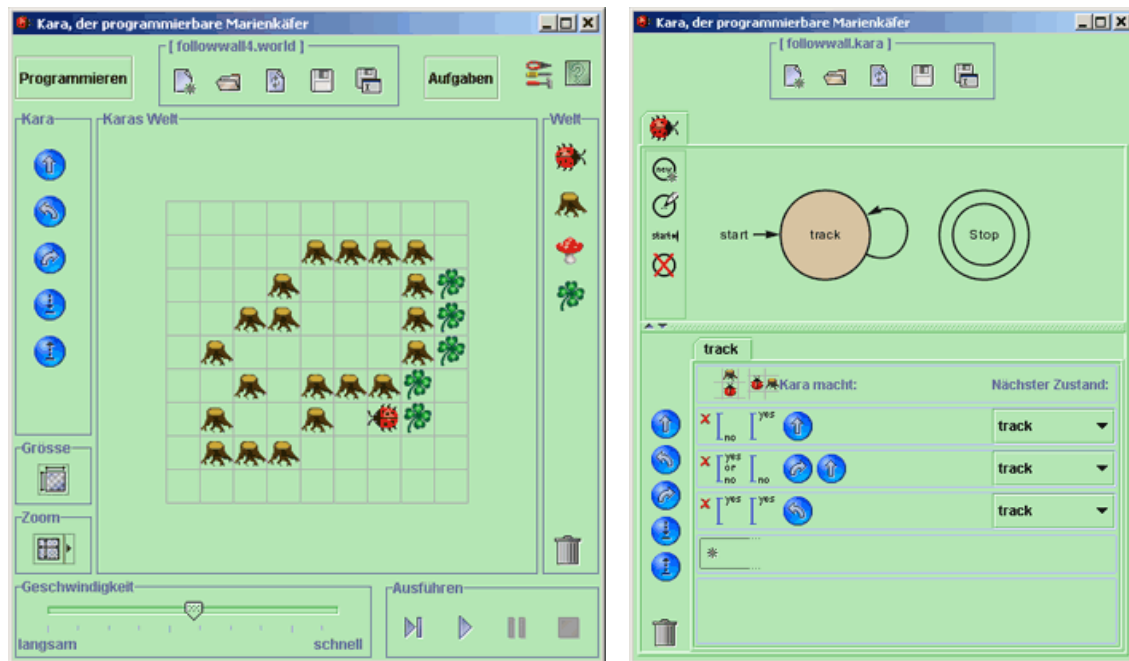 Kara, der programmierbare Marienkäfer
[ followwall4.world ]
Programmieren
Aufgaben
Kara
Karas Welt
Welt
Grösse
Zoom
Geschwindigkeit
langsam
schnell
Ausführen
Kara, der programmierbare Marienkäfer
[ followwall.kara ]
new
start
start
track
Stop
track
Kara macht:
Nächster Zustand:
no
yes
track
yes
or
no
no
track
yes
yes
track